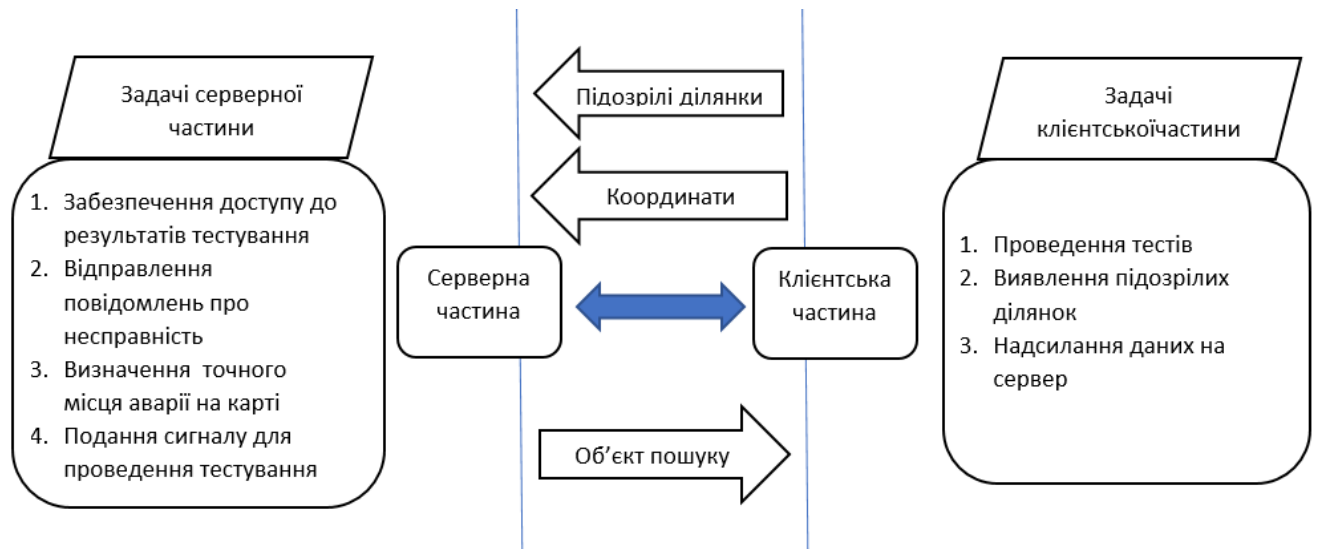 Задачі серверної
частини
1. Забезпечення доступу до
результатів тестування
2. Відправлення
повідомлень про
несправність
3. Визначення точного
місця аварії на карті
4. Подання сигналу для
проведення тестування
Підозрілі ділянки
Координати
Серверна
частина
Клієнтська
частина
Об’єкт пошуку
Задачі
клієнтськоїчастини
1. Проведення тестів
2. Виявлення підозрілих
ділянок
3. Надсилання даних на
сервер